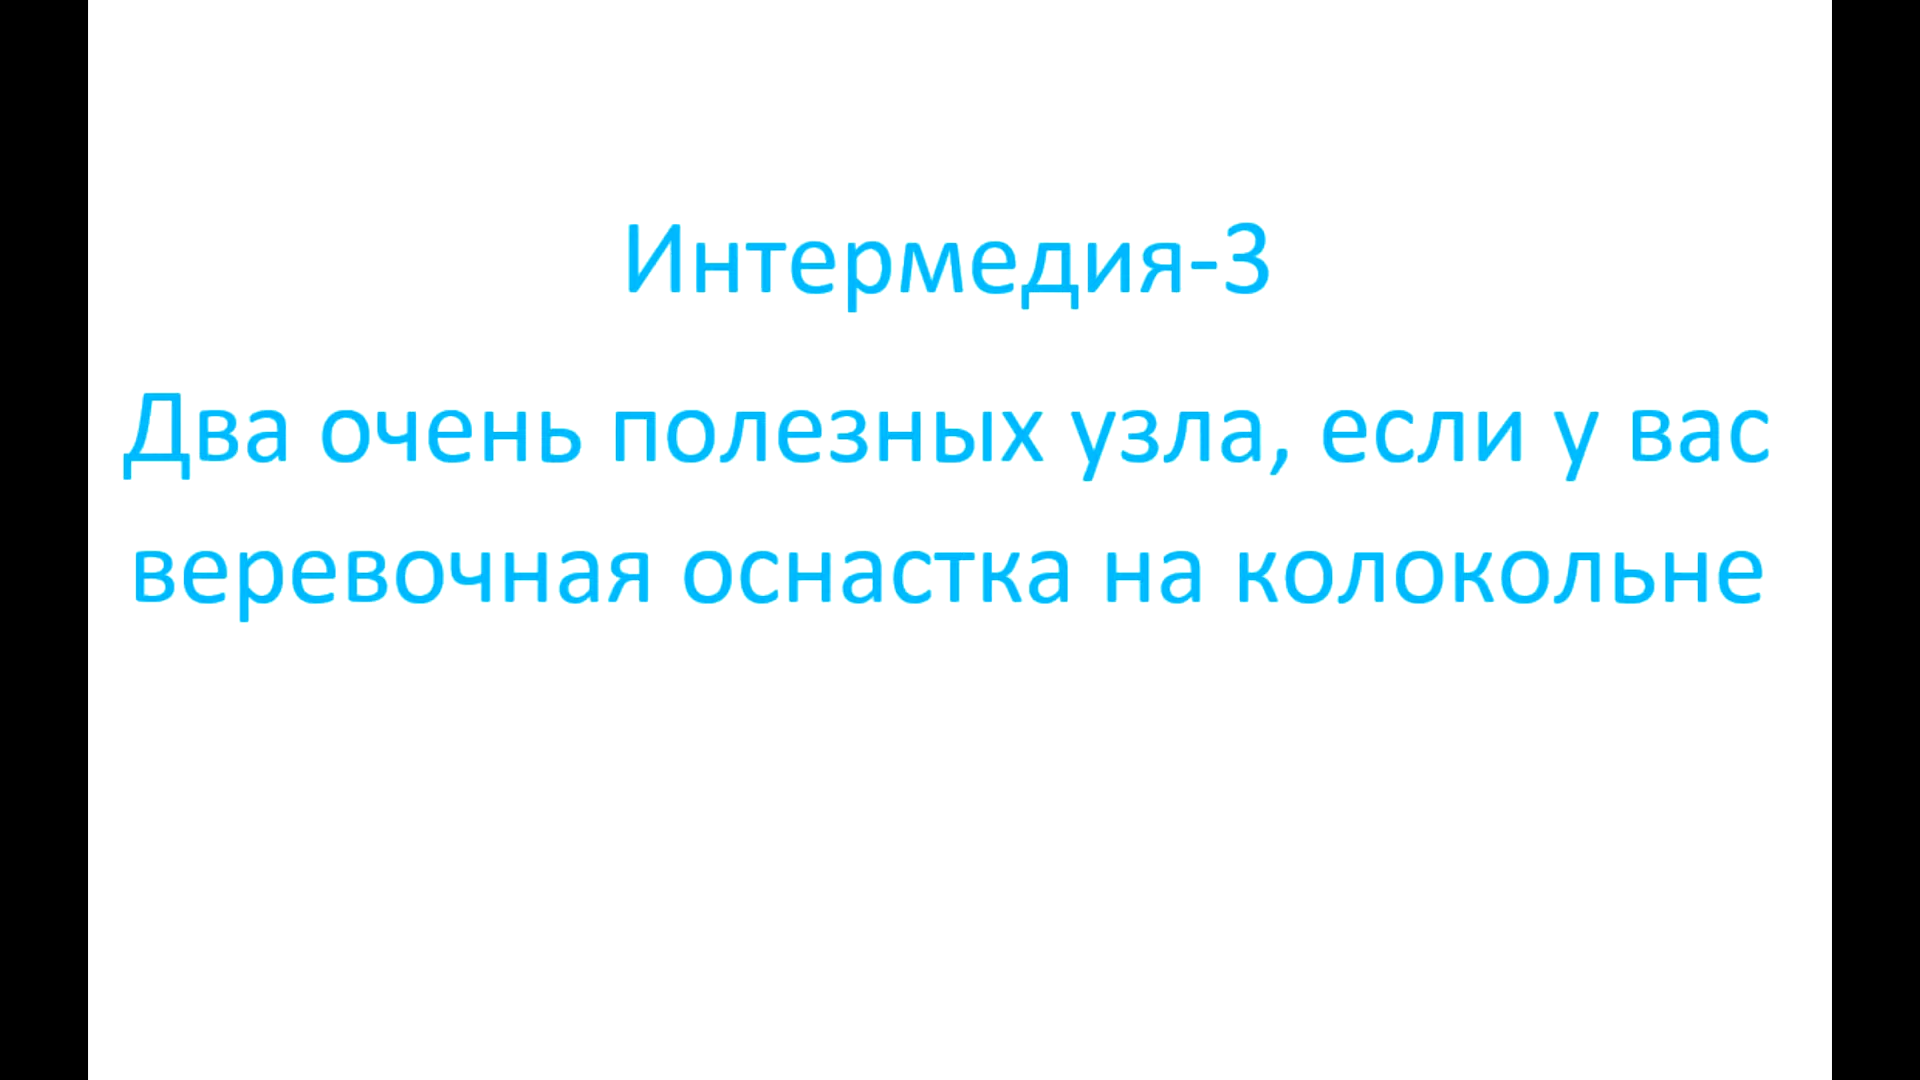 Интермедия-3
Два очень полезных узла, если у вас
веревочная оснастка на колокольне